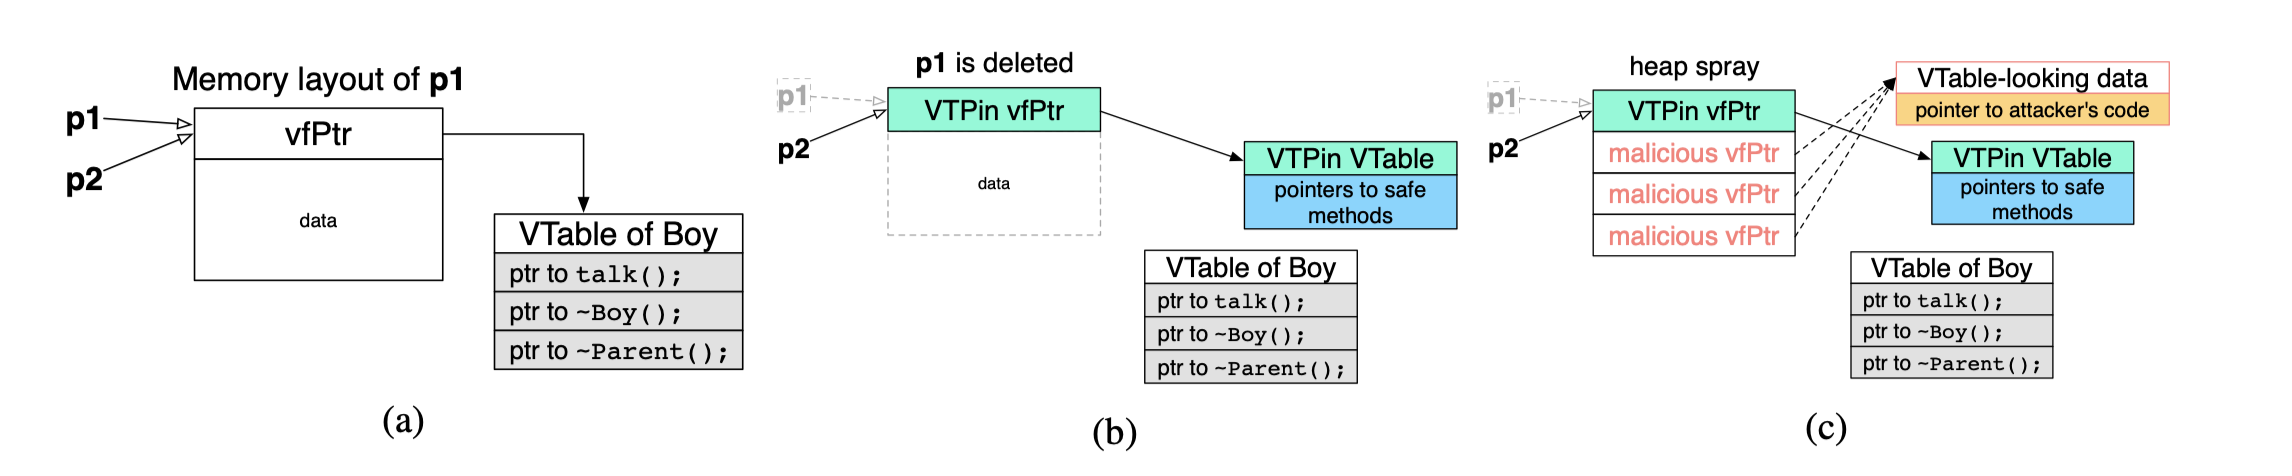 Memory layout of p1
p1
p2
vfPtr
data
VTable of Boy
ptr to talk();
ptr to ~Boy();
ptr to ~Parent();
(a)
p1 is deleted
p1
p2
VTPin vfPtr
data
VTPin VTable
pointers to safe
methods
VTable of Boy
ptr to talk();
ptr to ~Boy();
ptr to ~Parent();
(b)
heap spray
p1
p2
VTPin vfPtr
malicious vfPtr
malicious vfPtr
malicious vfPtr
VTable-looking data
pointer to attacker's code
VTPin VTable
pointers to safe
methods
VTable of Boy
ptr to talk();
ptr to ~Boy();
ptr to ~Parent();
(c)